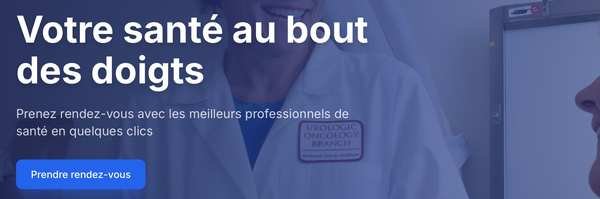 Votre santé au bout
des doigts
Prenez rendez-vous avec les meilleurs professionnels de
santé en quelques clics
UROLOGIC
ONCOLOGY
BRANCH
Prendre rendez-vous